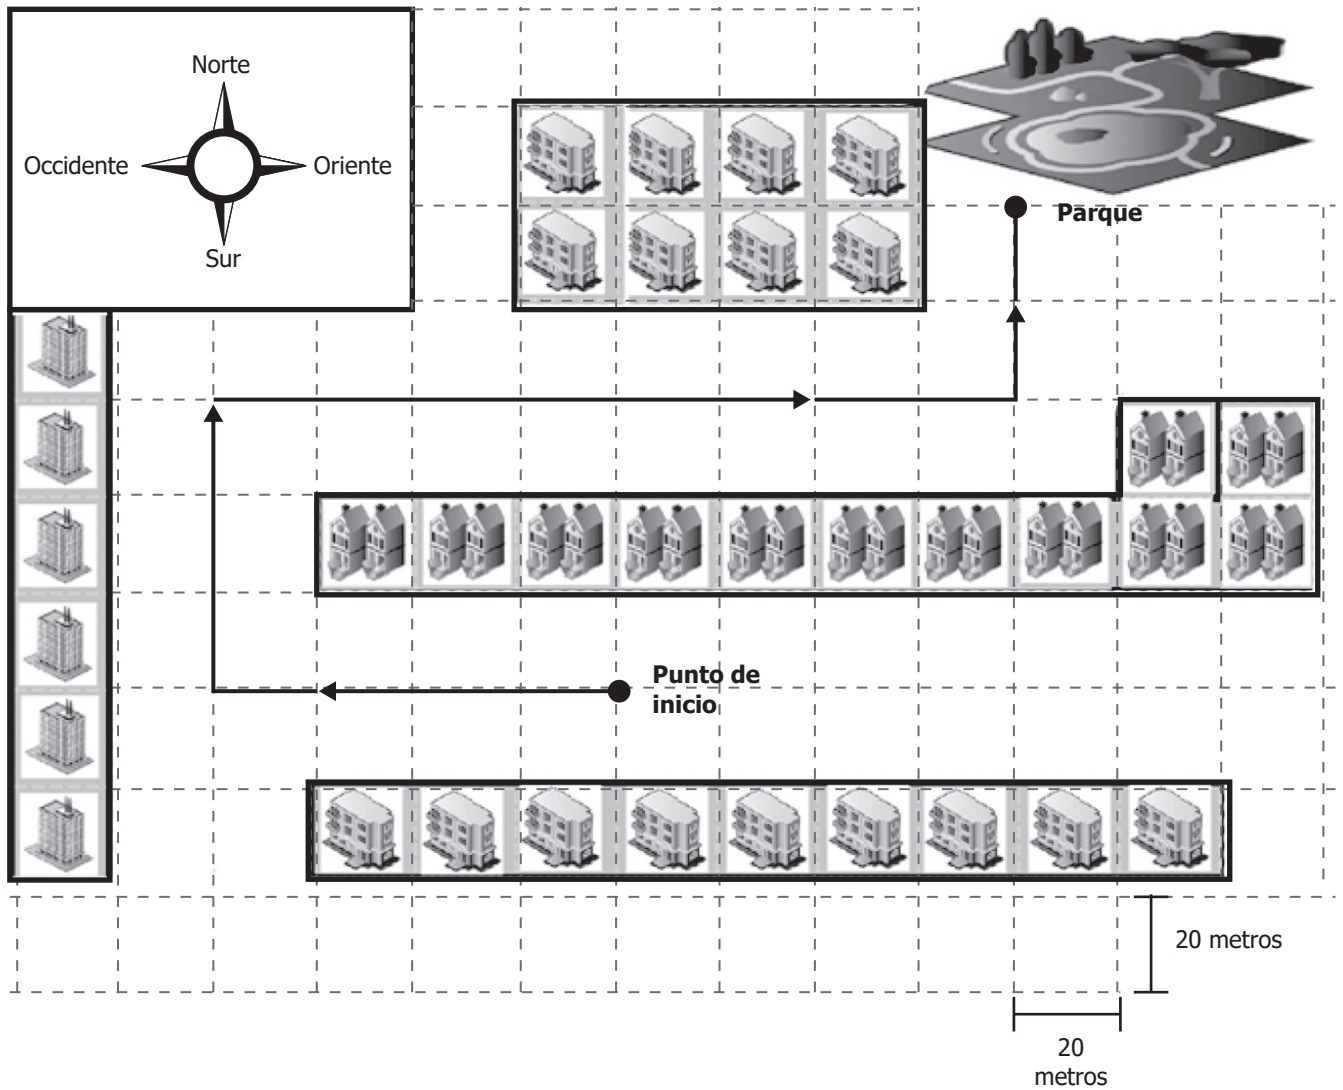 Norte
Occidente
Oriente
Sur
Parque
Punto de
inicio
20 metros
20
metros